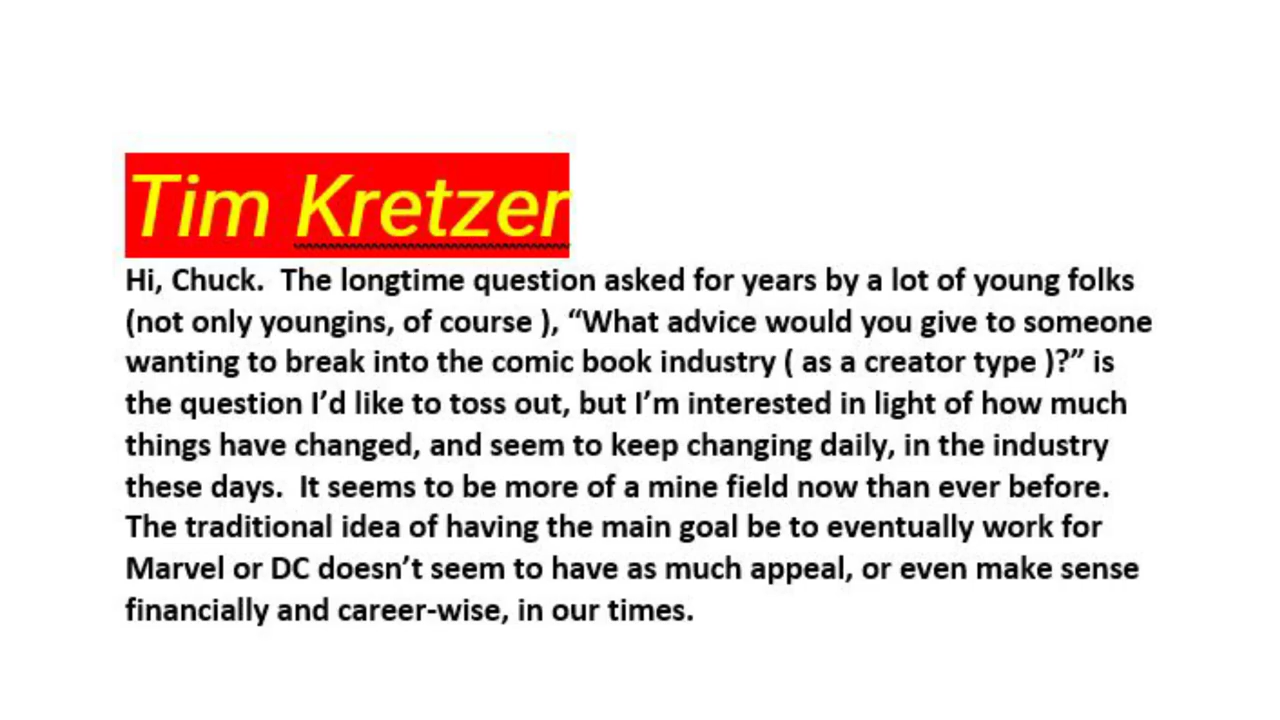 Tim Kretzer
Hi, Chuck.  The longtime question asked for years by a lot of young folks
(not only youngins, of course ), “What advice would you give to someone
wanting to break into the comic book industry ( as a creator type )?” is
the question I’d like to toss out, but I’m interested in light of how much
things have changed, and seem to keep changing daily, in the industry
these days.  It seems to be more of a mine field now than ever before.
The traditional idea of having the main goal be to eventually work for
Marvel or DC doesn’t seem to have as much appeal, or even make sense
financially and career-wise, in our times.